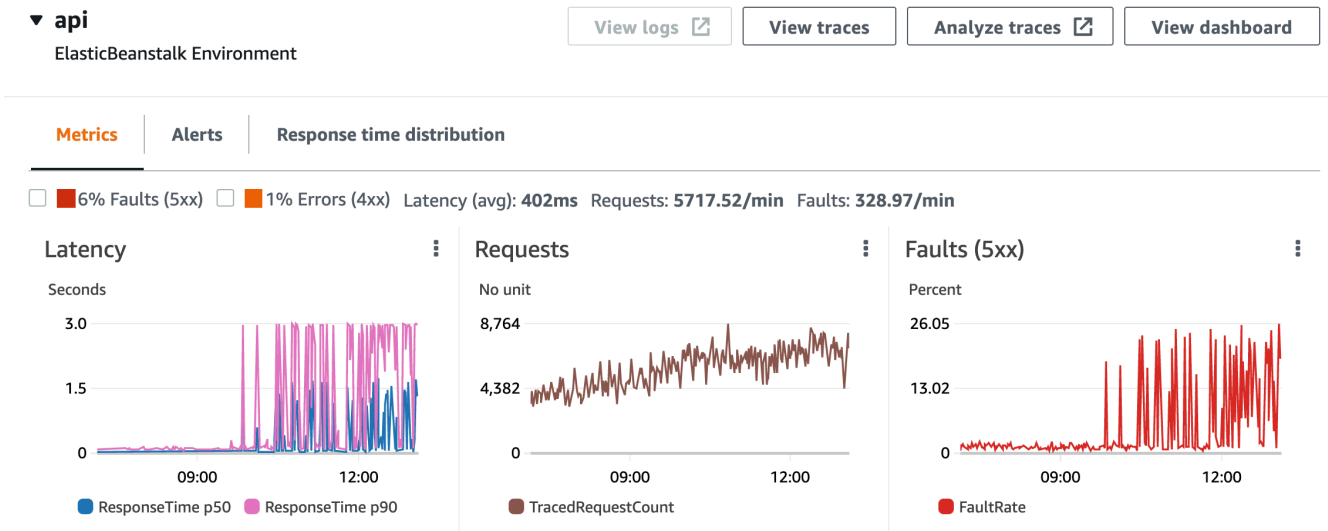 api
View logs
View traces
Analyze traces
View dashboard
ElasticBeanstalk Environment
Metrics
Alerts
Response time distribution
6% Faults (5xx)
1% Errors (4xx)
Latency (avg): 402ms
Requests: 5717.52/min
Faults: 328.97/min
Latency
Seconds
3.0
1.5
0
09:00
12:00
ResponseTime p50
ResponseTime p90
Requests
No unit
8,764
4,382
0
09:00
12:00
TracedRequestCount
Faults (5xx)
Percent
26.05
13.02
0
09:00
12:00
FaultRate